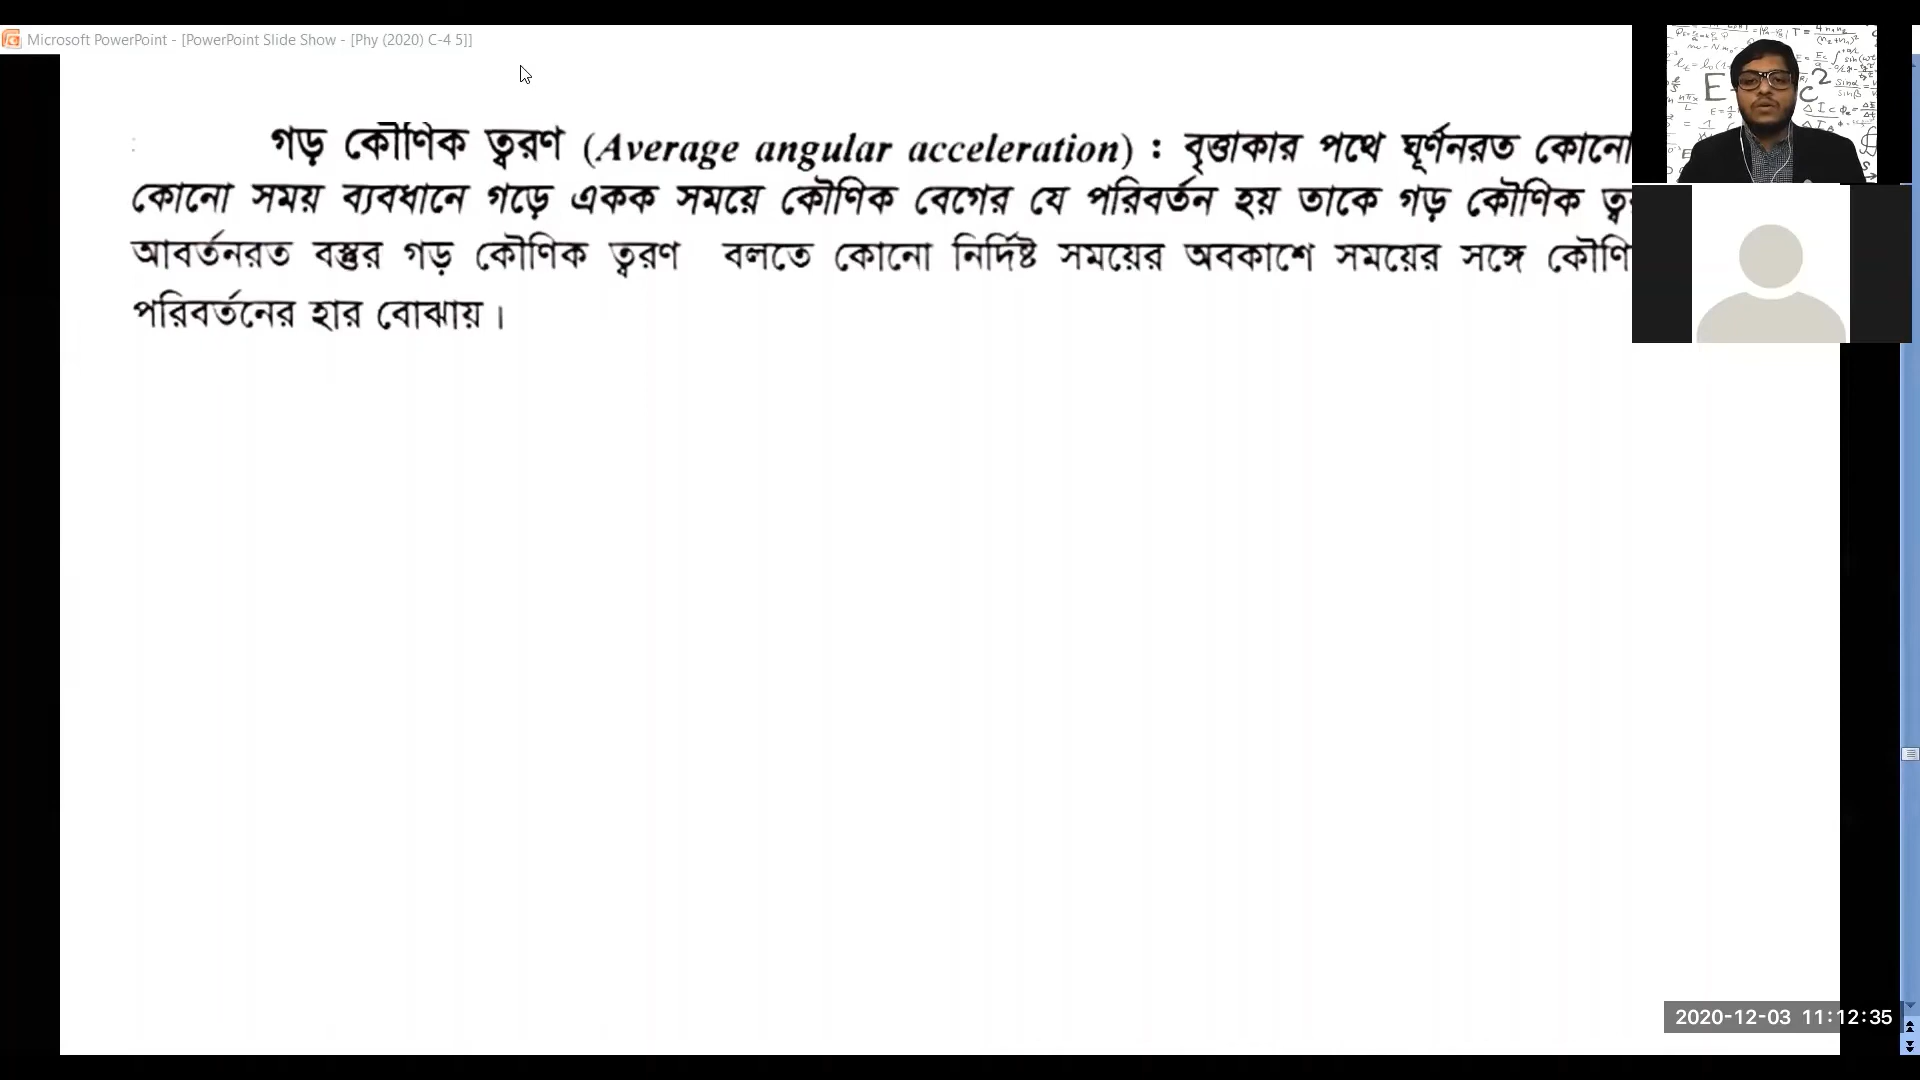 Microsoft PowerPoint - [PowerPoint Slide Show - [Phy (2020) C-4 5]]
গড় কৌণিক ত্বরণ (Average angular acceleration) : বৃত্তাকার পথে ঘূর্ণনরত কোনো
কোনো সময় ব্যবধানে গড়ে একক সময়ে কৌণিক বেগের যে পরিবর্তন হয় তাকে গড় কৌণিক
আবর্তনরত বস্তুর গড় কৌণিক ত্বরণ বলতে কোনো নির্দিষ্ট সময়ের অবকাশে সময়ের সঙ্গে
পরিবর্তনের হার বোঝায়।
2020-12-03 11:12:35